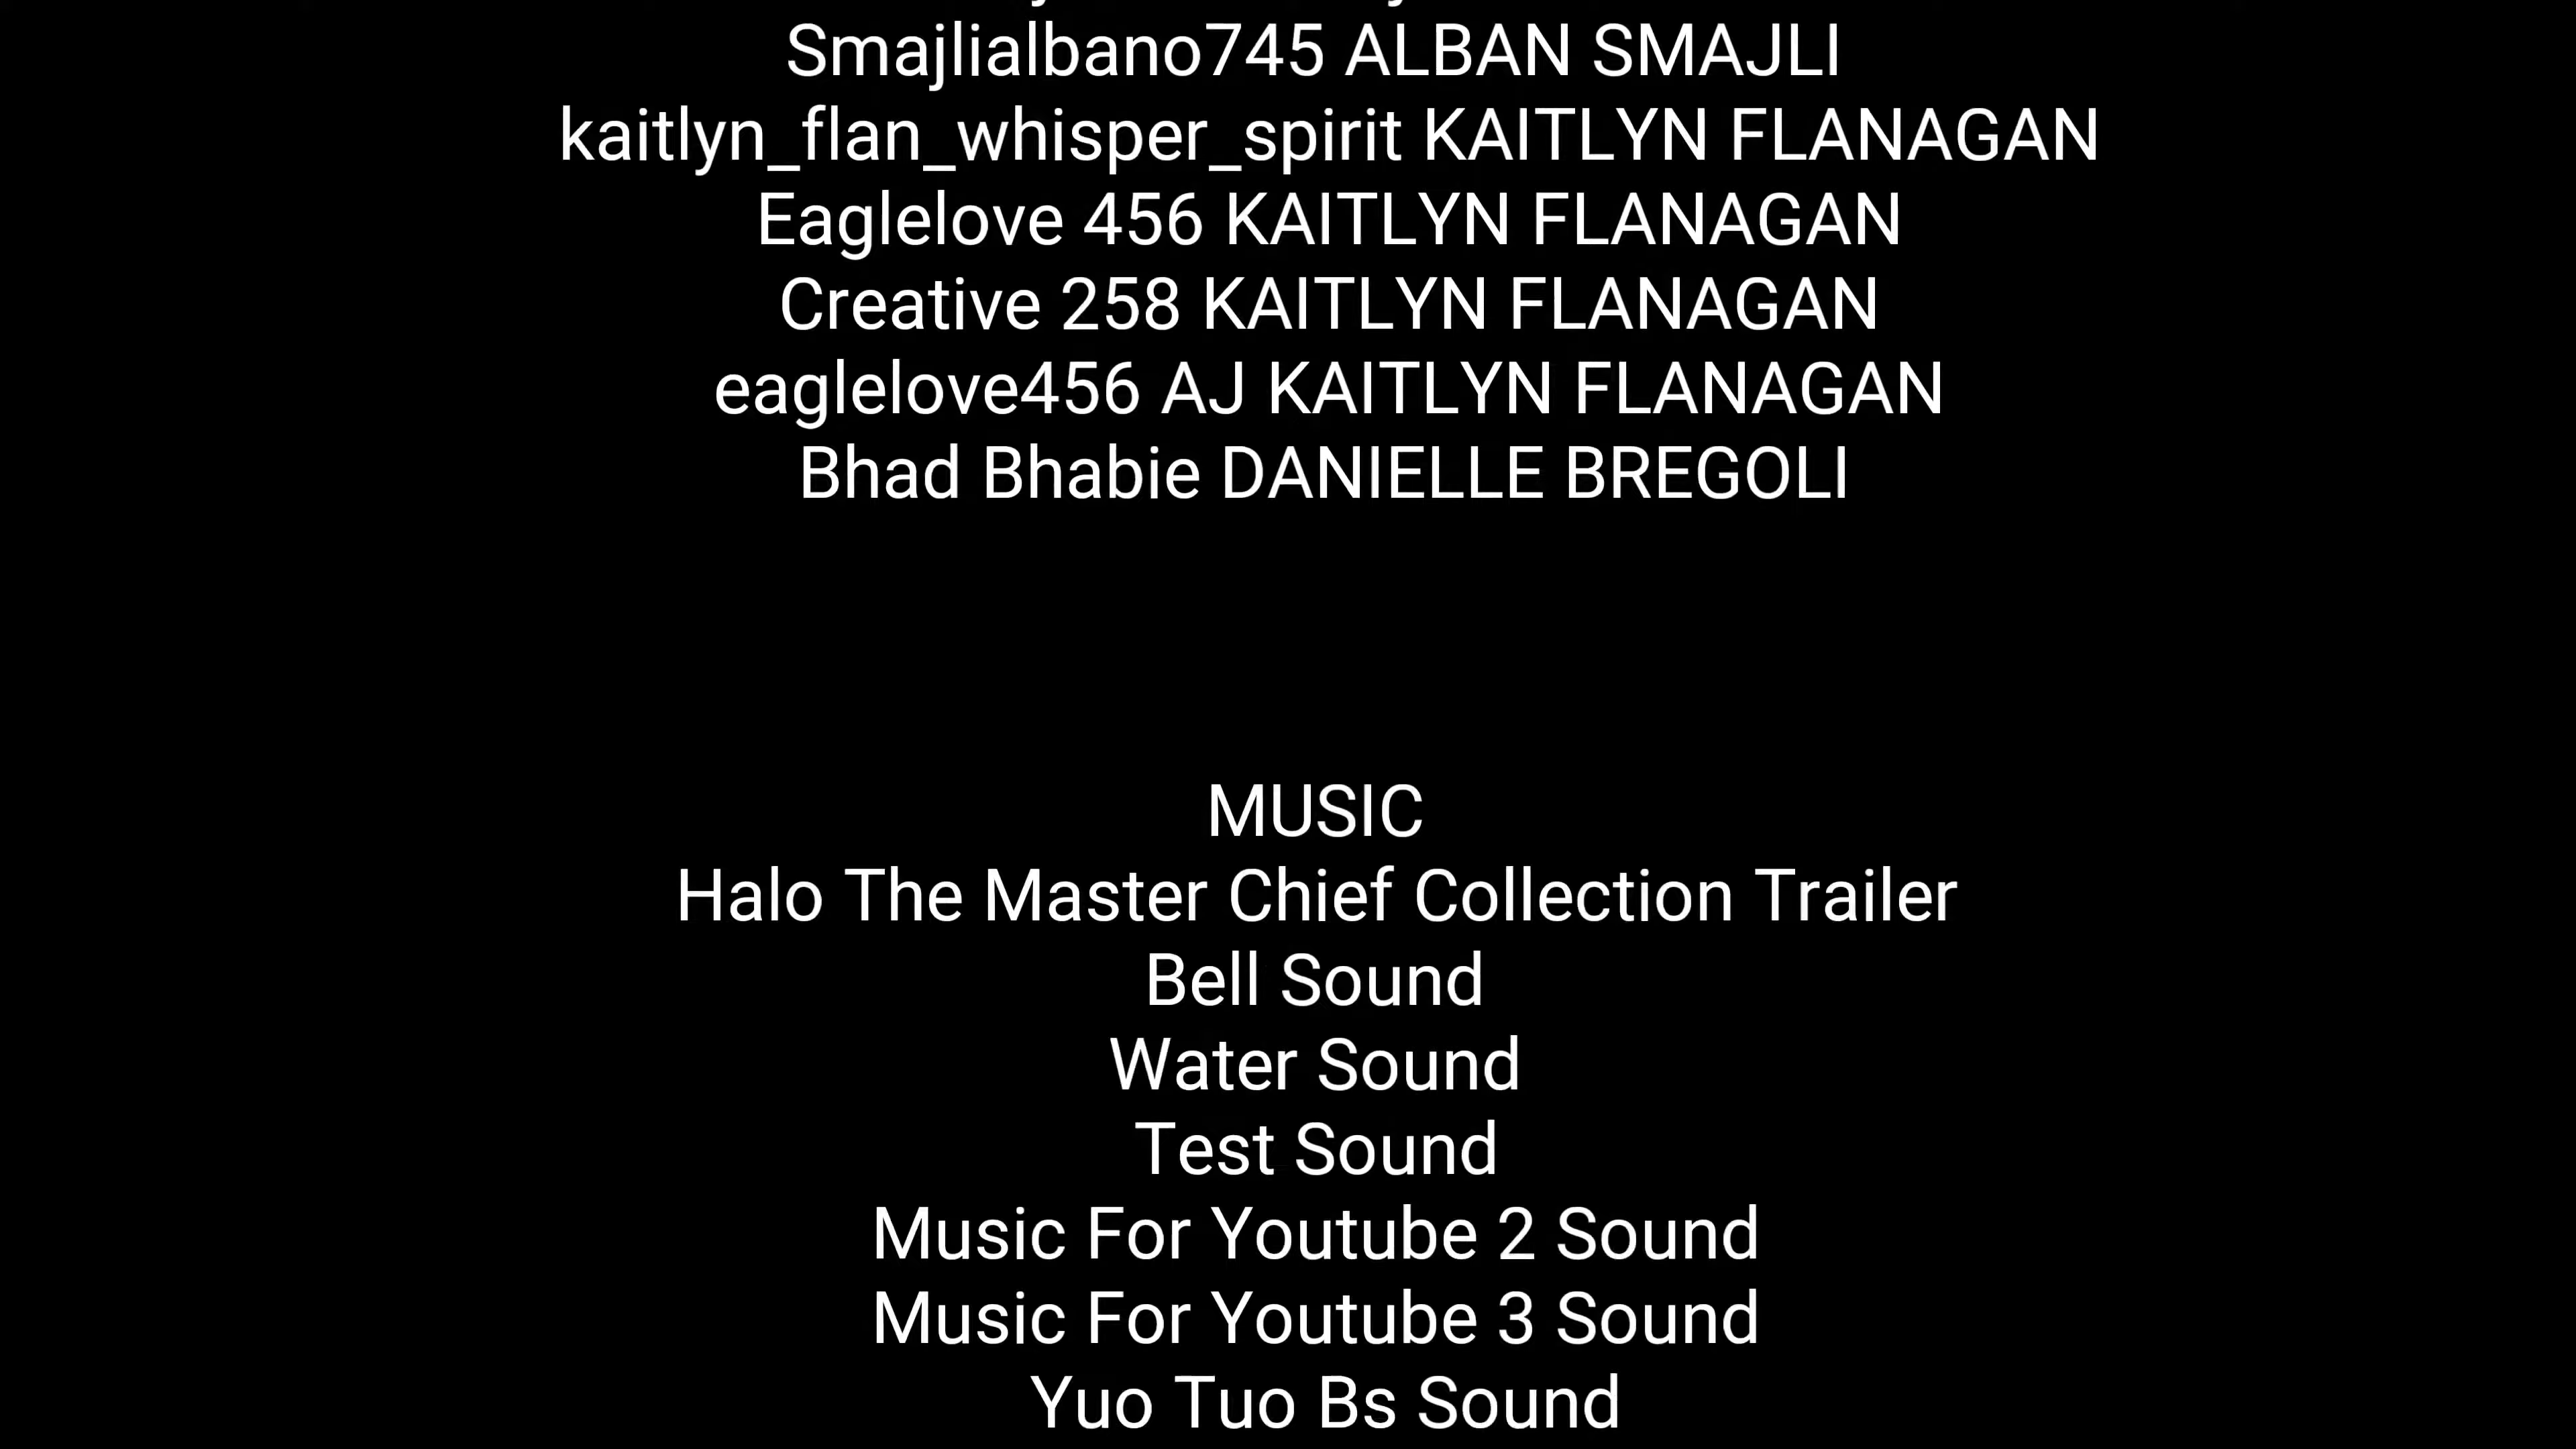 Smajlialbano745 ALBAN SMAJLI
kaitlyn_flan_whisper_spirit KAITLYN FLANAGAN
Eaglelove 456 KAITLYN FLANAGAN
Creative 258 KAITLYN FLANAGAN
eaglelove456 AJ KAITLYN FLANAGAN
Bhad Bhabie DANIELLE BREGOLI
MUSIC
Halo The Master Chief Collection Trailer
Bell Sound
Water Sound
Test Sound
Music For Youtube 2 Sound
Music For Youtube 3 Sound
Yuo Tuo Bs Sound